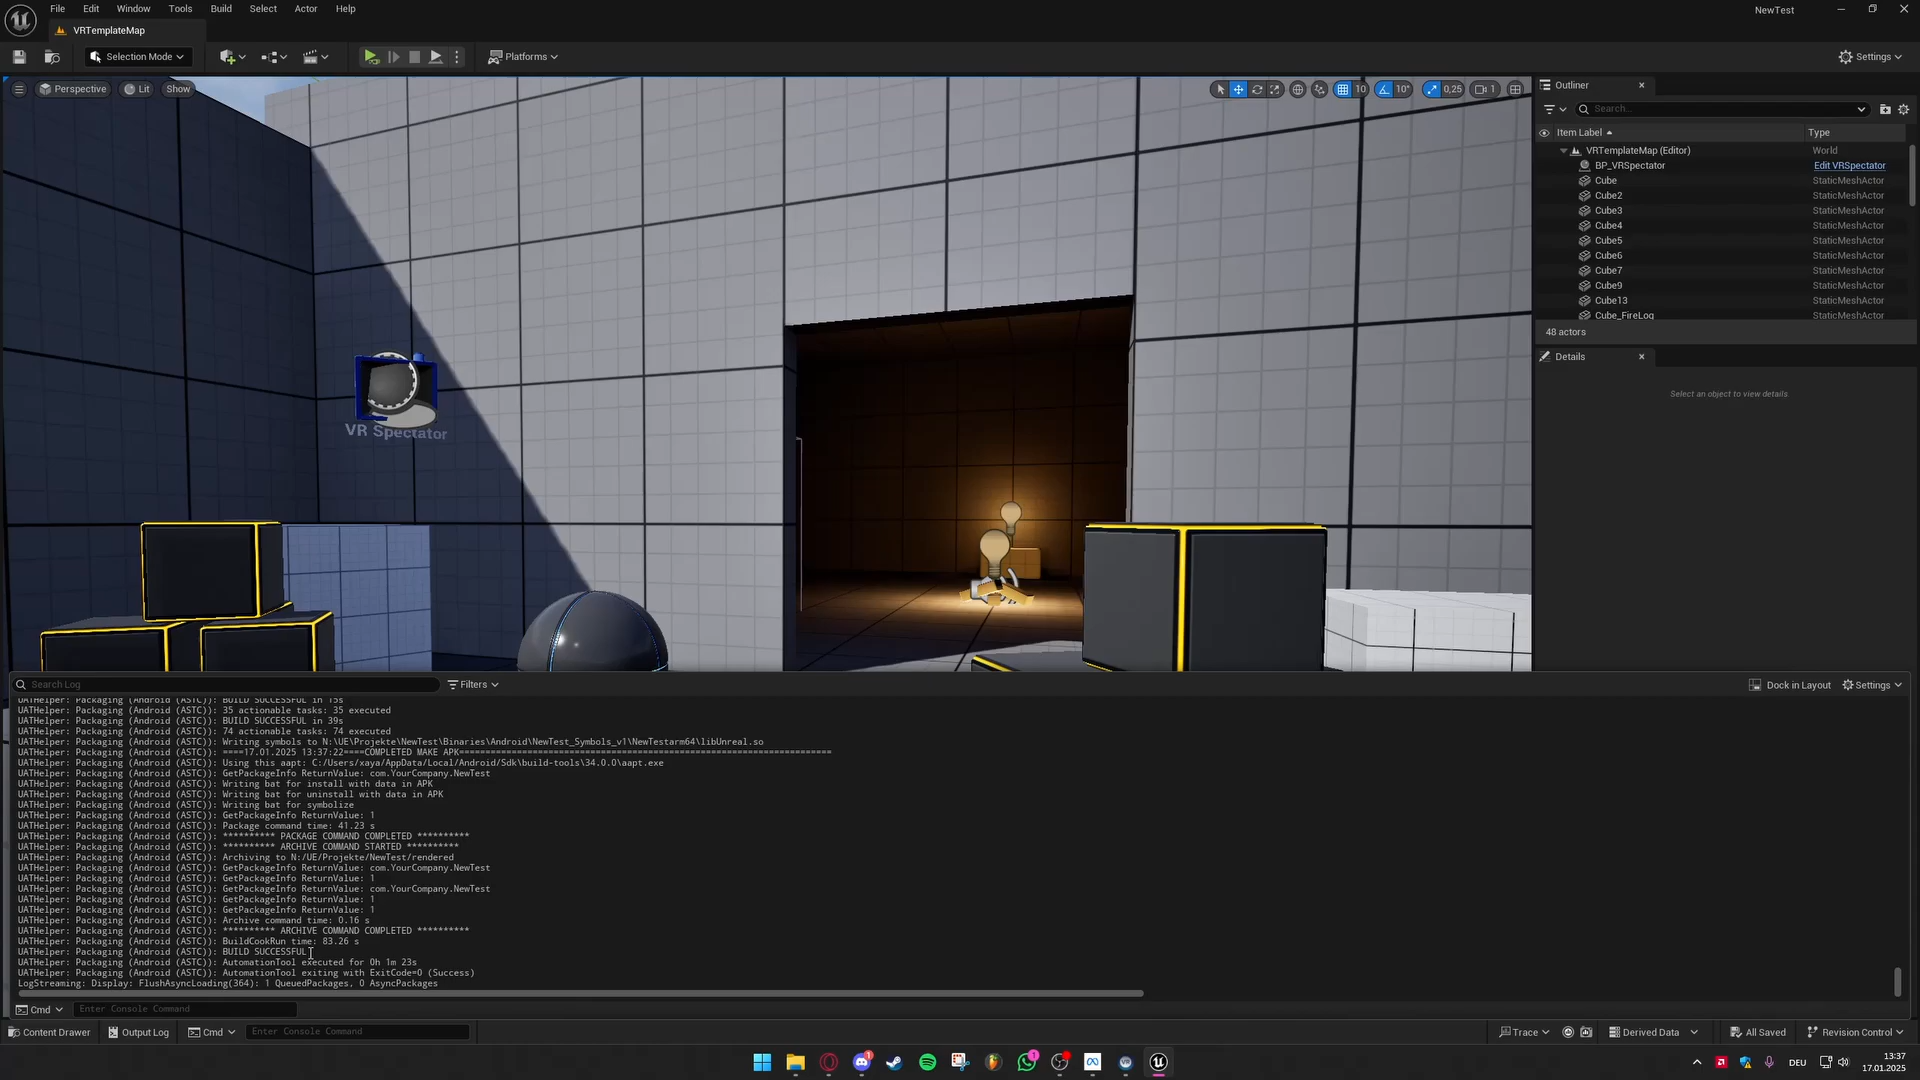 File Edit Window Tools Build Select Actor Help
NewTest
VRTemplateMap
Selection Mode
Platforms
Settings
Perspective
Lit
Show
10
10°
0,25
1
VR Spectator
Outliner
Search...
Item Label
Type
VRTemplateMap (Editor) World
BP_VRSpectator Edit VRSpectator
Cube StaticMeshActor
Cube2 StaticMeshActor
Cube3 StaticMeshActor
Cube4 StaticMeshActor
Cube5 StaticMeshActor
Cube6 StaticMeshActor
Cube7 StaticMeshActor
Cube9 StaticMeshActor
Cube13 StaticMeshActor
Cube_FireLog StaticMeshActor
48 actors
Details
Select an object to view details.
Search Log
Filters
Dock in Layout
Settings
UATHelper: Packaging (Android (ASTC)): BUILD SUCCESSFUL in 15s
UATHelper: Packaging (Android (ASTC)): 35 actionable tasks: 35 executed
UATHelper: Packaging (Android (ASTC)): BUILD SUCCESSFUL in 39s
UATHelper: Packaging (Android (ASTC)): 74 actionable tasks: 74 executed
UATHelper: Packaging (Android (ASTC)): Writing symbols to N:\UE\Projekte\NewTest\Binaries\Android\NewTest_Symbols_v1\NewTestarm64\libUnreal.so
UATHelper: Packaging (Android (ASTC)): ====17.01.2025 13:37:22====COMPLETED MAKE APK=======================================================================
UATHelper: Packaging (Android (ASTC)): Using this aapt: C:/Users/xaya/AppData/Local/Android/Sdk\build-tools\34.0.0\aapt.exe
UATHelper: Packaging (Android (ASTC)): GetPackageInfo ReturnValue: com.YourCompany.NewTest
UATHelper: Packaging (Android (ASTC)): Writing bat for install with data in APK
UATHelper: Packaging (Android (ASTC)): Writing bat for uninstall with data in APK
UATHelper: Packaging (Android (ASTC)): Writing bat for symbolize
UATHelper: Packaging (Android (ASTC)): GetPackageInfo ReturnValue: 1
UATHelper: Packaging (Android (ASTC)): Package command time: 41.23 s
UATHelper: Packaging (Android (ASTC)): ********** PACKAGE COMMAND COMPLETED **********
UATHelper: Packaging (Android (ASTC)): ********** ARCHIVE COMMAND STARTED **********
UATHelper: Packaging (Android (ASTC)): Archiving to N:/UE/Projekte/NewTest/rendered
UATHelper: Packaging (Android (ASTC)): GetPackageInfo ReturnValue: com.YourCompany.NewTest
UATHelper: Packaging (Android (ASTC)): GetPackageInfo ReturnValue: 1
UATHelper: Packaging (Android (ASTC)): GetPackageInfo ReturnValue: com.YourCompany.NewTest
UATHelper: Packaging (Android (ASTC)): GetPackageInfo ReturnValue: 1
UATHelper: Packaging (Android (ASTC)): GetPackageInfo ReturnValue: 1
UATHelper: Packaging (Android (ASTC)): Archive command time: 0.16 s
UATHelper: Packaging (Android (ASTC)): ********** ARCHIVE COMMAND COMPLETED **********
UATHelper: Packaging (Android (ASTC)): BuildCookRun time: 83.26 s
UATHelper: Packaging (Android (ASTC)): BUILD SUCCESSFUL
UATHelper: Packaging (Android (ASTC)): AutomationTool executed for 0h 1m 23s
UATHelper: Packaging (Android (ASTC)): AutomationTool exiting with ExitCode=0 (Success)
LogStreaming: Display: FlushAsyncLoading(364): 1 QueuedPackages, 0 AsyncPackages
Cmd
Enter Console Command
Content Drawer
Output Log
Cmd
Enter Console Command
Trace
Derived Data
All Saved
Revision Control
DEU
13:37
17.01.2025